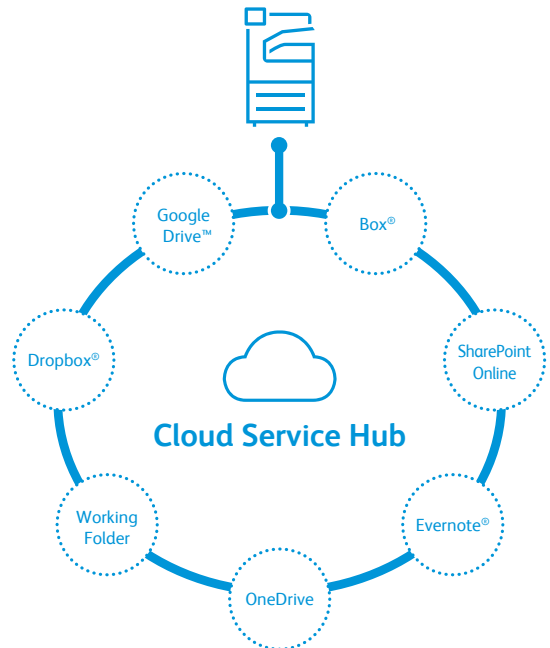 Google
Drive™
Box®
Dropbox®
SharePoint
Online
Cloud Service Hub
Working
Folder
Evernote®
OneDrive